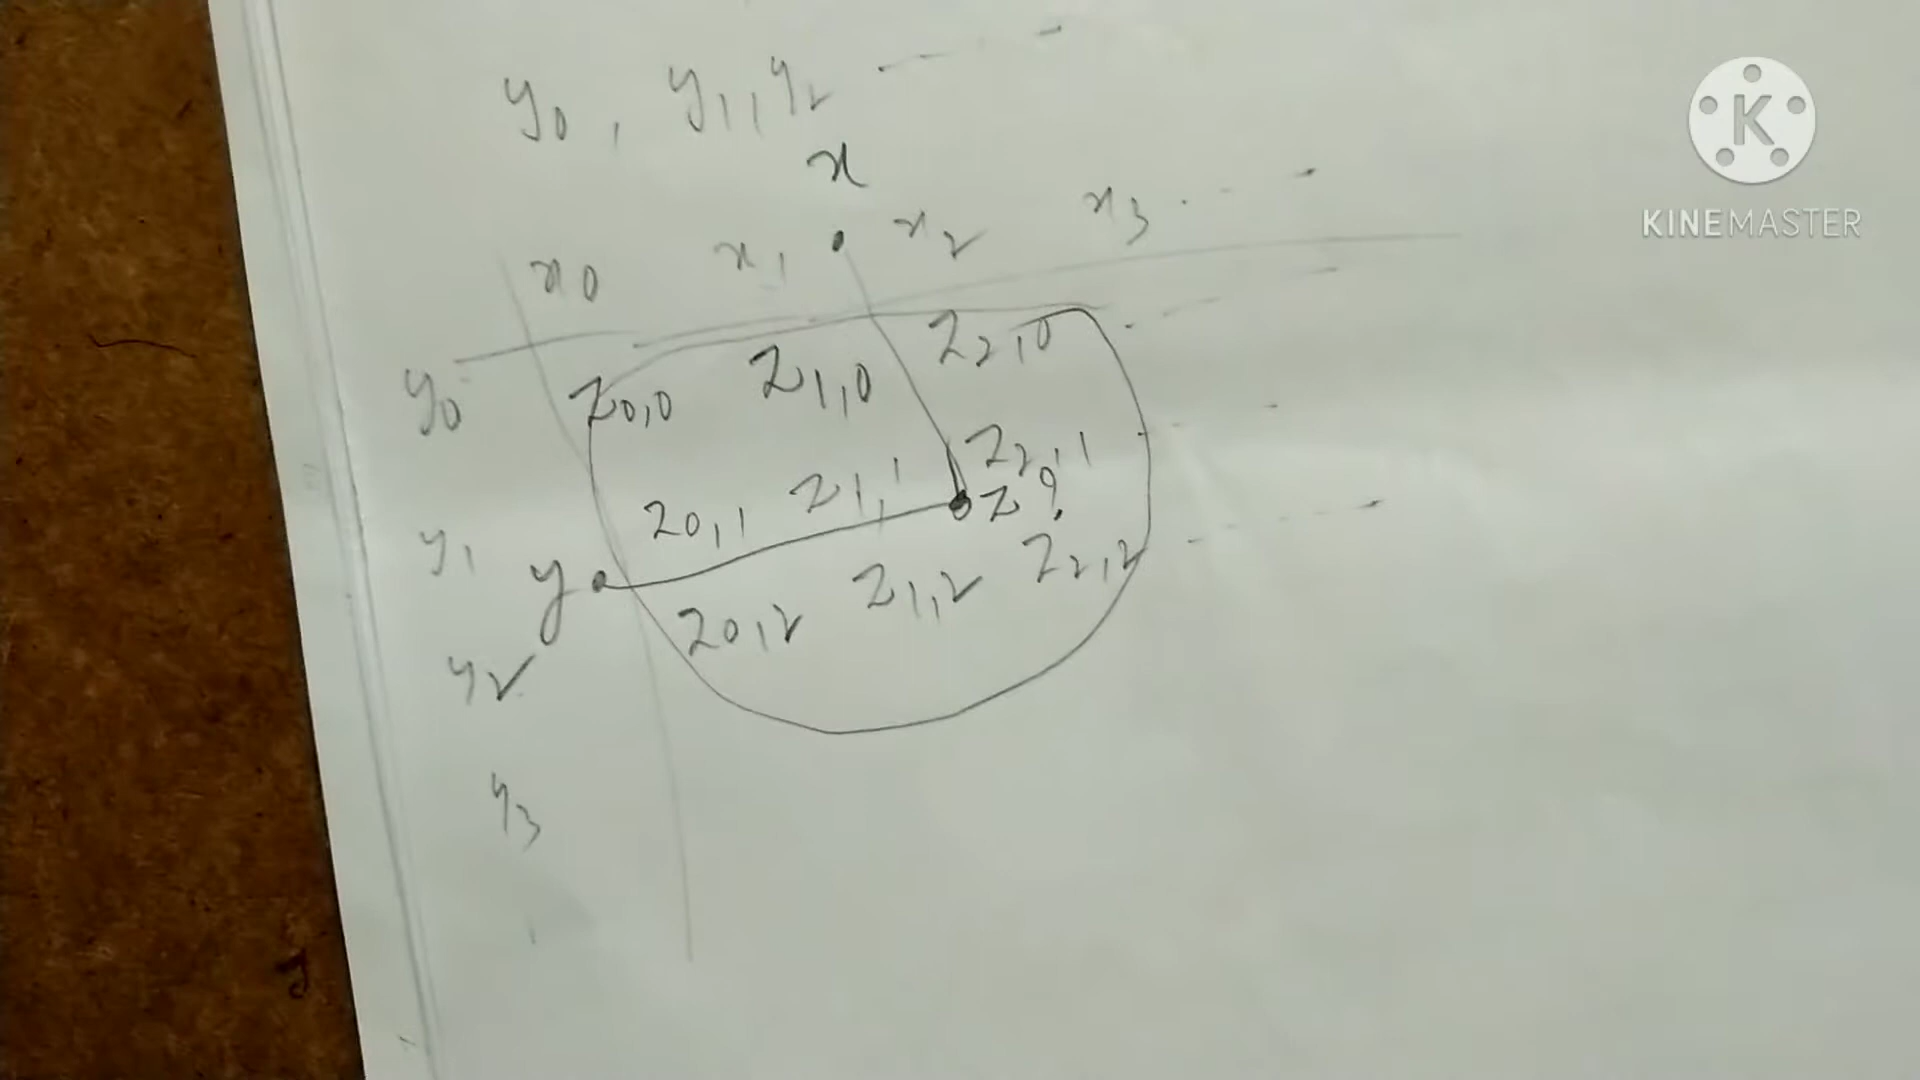 y0, y1, y2 ----
x
x0 x1 x2 x3 ....
y0 z0,0 z1,0 z2,0
y1 z0,1 z1,1 z2,1
y z?
y2 z0,2 z1,2 z2,2
y3
K
KINEMASTER